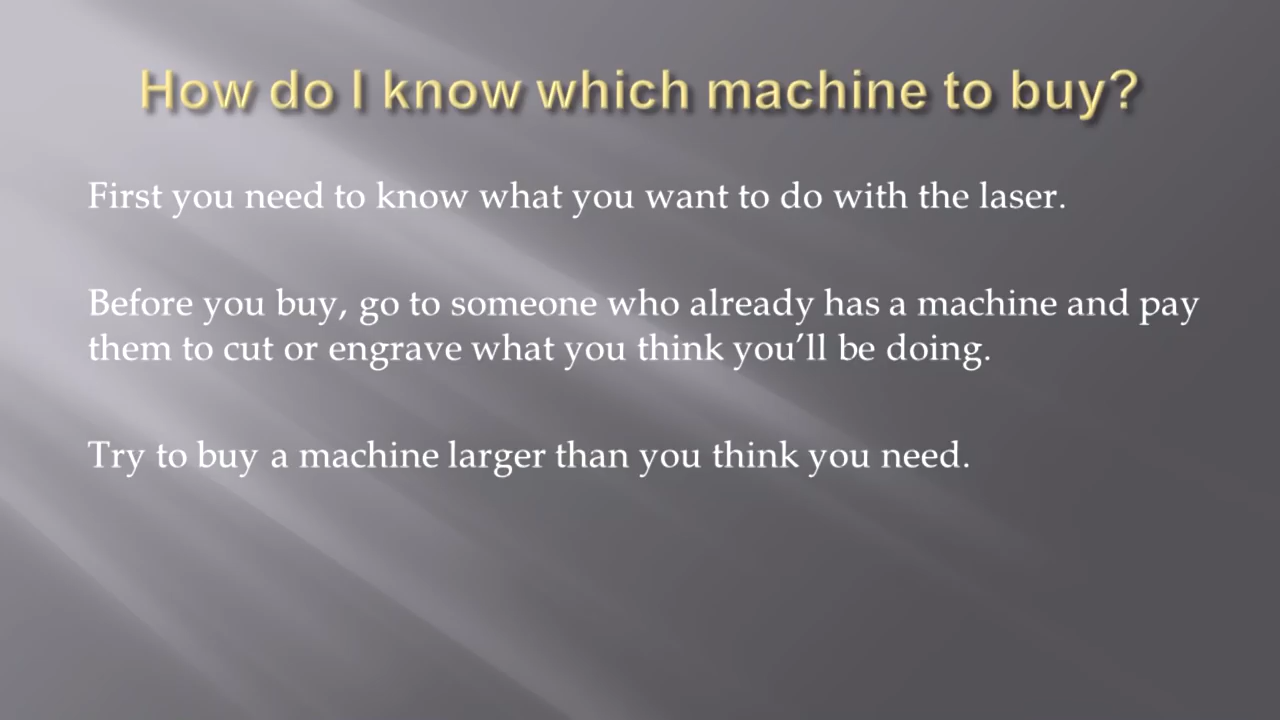 How do I know which machine to buy?
First you need to know what you want to do with the laser.
Before you buy, go to someone who already has a machine and pay
them to cut or engrave what you think you’ll be doing.
Try to buy a machine larger than you think you need.